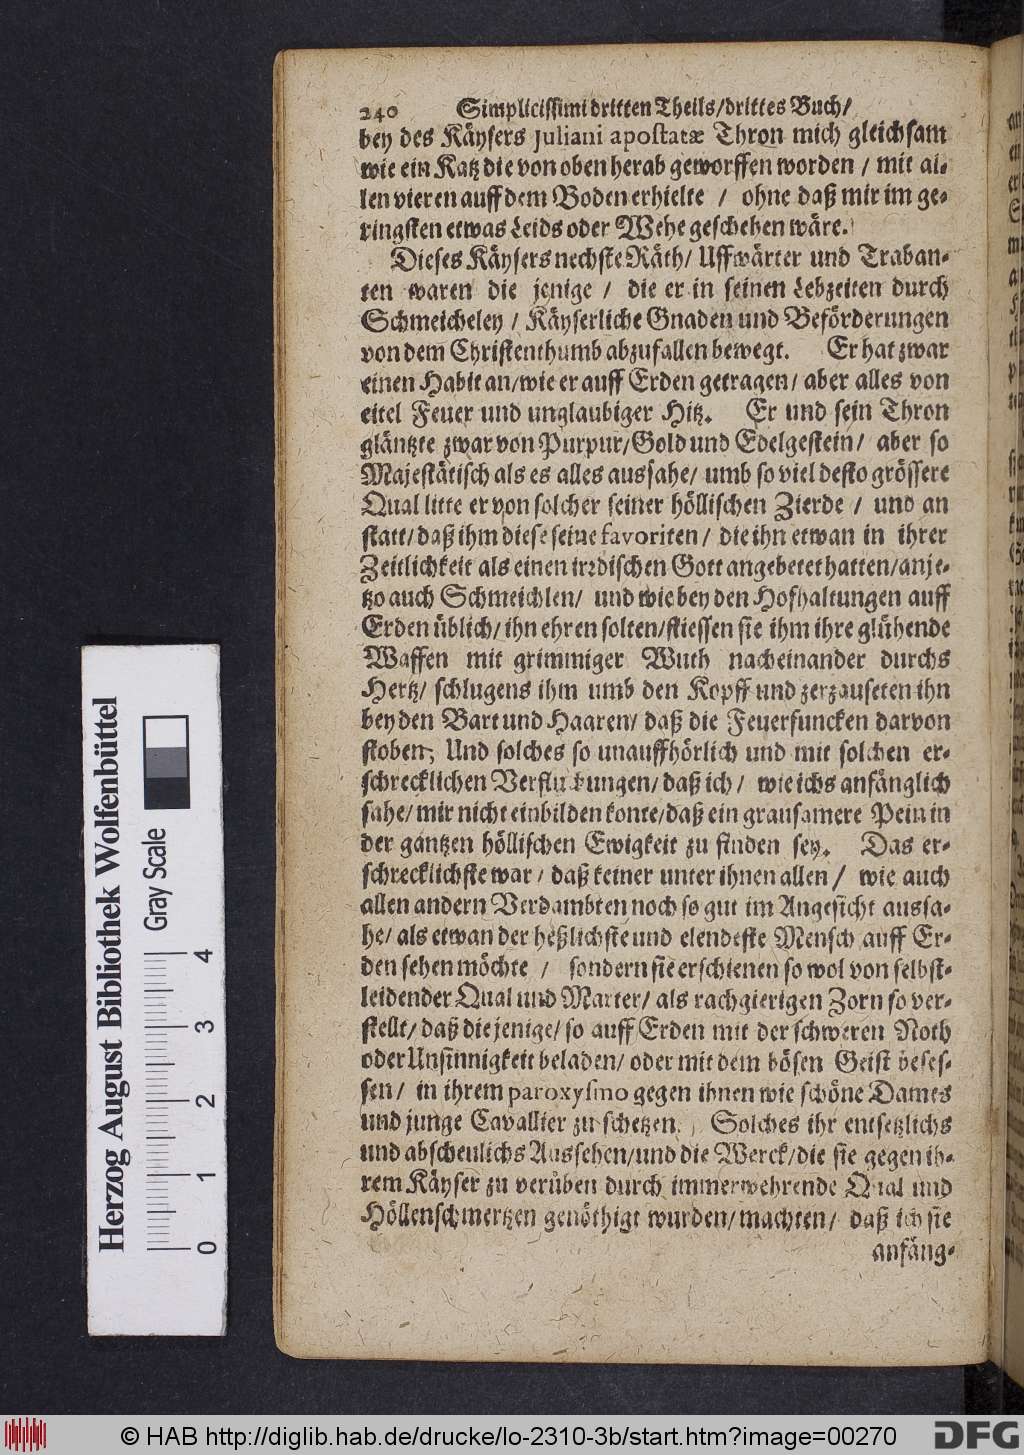 240 Simplicissimi dritten Theils/drittes Buch/
bey des Käysers Juliani apostatæ Thron mich gleichsam
wie ein Katz die von oben herab geworffen worden / mit al-
len vieren auff dem Boden erhielte / ohne daß mir im ge-
ringsten etwas Leids oder Wehe geschehen wäre.
Dieses Käysers nechste Räth/ Uffwärter und Traban-
ten waren die jenige / die er in seinen Lebzeiten durch
Schmeicheley / Käyserliche Gnaden und Beförderungen
von dem Christenthumb abzufallen bewegt. Er hat zwar
einen Habit an/wie er auff Erden getragen/ aber alles von
eitel Feuer und unglaubiger Hitz. Er und sein Thron
gläntzte zwar von Purpur/Gold und Edelgestein/ aber so
Majestätisch als es alles aussahe/ umb so viel desto grössere
Qual litte er von solcher seiner höllischen Zierde / und an
statt/ daß ihm diese seine favoriten/ die ihn etwan in ihrer
Zeitlichkeit als einen irrdischen Gott angebetet hatten/anje-
tzo auch Schmeichlen/ und wie bey den Hofhaltungen auff
Erden üblich/ ihn ehren solten/stiessen sie ihm ihre glühende
Waffen mit grimmiger Wuth nacheinander durchs
Hertz/ schlugens ihm umb den Kopff und zerzauseten ihn
bey den Bart und Haaren/ daß die Feuerfuncken darvon
stoben; Und solches so unauffhörlich und mit solchen er-
schrecklichen Verfluckungen/ daß ich / wie ichs anfänglich
sahe/ mir nicht einbilden konte/daß ein grausamere Pein in
der gantzen höllischen Ewigkeit zu finden sey. Das er-
schrecklichste war / daß keiner unter ihnen allen / wie auch
allen andern Verdambten noch so gut im Angesicht aussa-
he/ als etwan der heßlichste und elendeste Mensch auff Er-
den sehen möchte / sondern sie erschienen so wol von selbst-
leidender Qual und Marter/ als rachgierigen Zorn so ver-
stellt/ daß die jenige/ so auff Erden mit der schweren Noth
oder Unsinnigkeit beladen/ oder mit dem bösen Geist beses-
sen / in ihrem paroxysmo gegen ihnen wie schöne Dames
und junge Cavallier zu schetzen. Solches ihr entsetzlichs
und abscheulichs Aussehen/und die Werck/die sie gegen ih-
rem Käyser zu verüben durch immerwehrende Qual und
Höllenschmertzen genöthigt wurden/machten/ daß ich sie
anfäng-
Herzog August Bibliothek Wolfenbüttel
Gray Scale
0 1 2 3 4
© HAB http://diglib.hab.de/drucke/lo-2310-3b/start.htm?image=00270
DFG